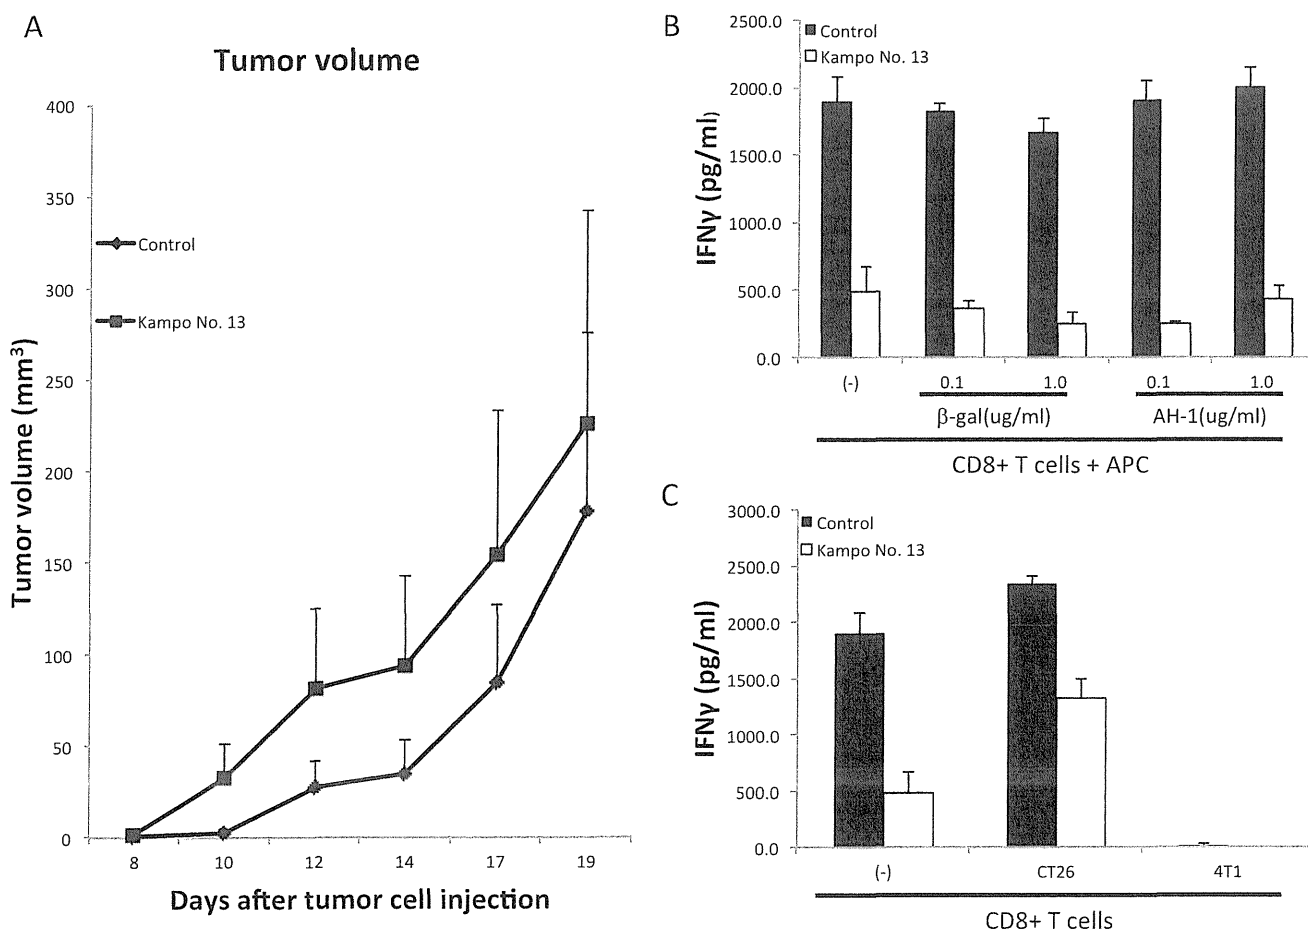 A
Tumor volume
400
350
300
250
200
150
100
50
0
Tumor volume (mm³)
Control
Kampo No. 13
8 10 12 14 17 19
Days after tumor cell injection
B
2500.0
2000.0
1500.0
1000.0
500.0
0.0
IFNγ (pg/ml)
Control
Kampo No. 13
(-) 0.1 1.0 0.1 1.0
β-gal(ug/ml) AH-1(ug/ml)
CD8+ T cells + APC
C
3000.0
2500.0
2000.0
1500.0
1000.0
500.0
0.0
IFNγ (pg/ml)
Control
Kampo No. 13
(-) CT26 4T1
CD8+ T cells